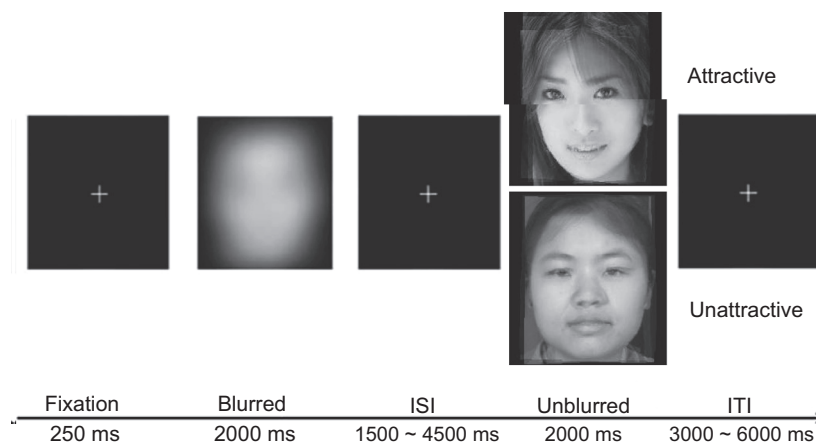 Attractive
Unattractive
Fixation Blurred ISI Unblurred ITI
250 ms 2000 ms 1500 ~ 4500 ms 2000 ms 3000 ~ 6000 ms